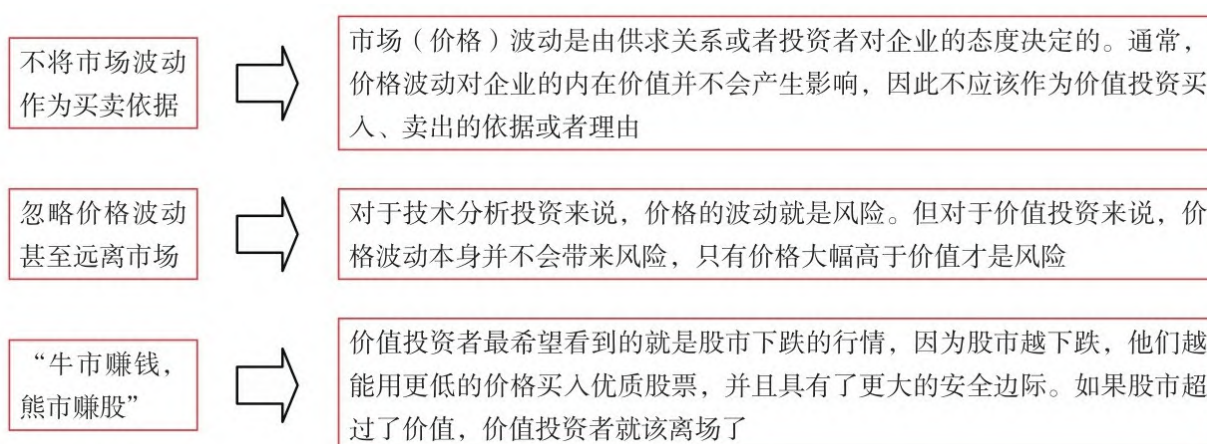 不将市场波动
作为买卖依据
市场（价格）波动是由供求关系或者投资者对企业的态度决定的。通常，
价格波动对企业的内在价值并不会产生影响，因此不应该作为价值投资买
入、卖出的依据或者理由
忽略价格波动
甚至远离市场
对于技术分析投资来说，价格的波动就是风险。但对于价值投资来说，价
格波动本身并不会带来风险，只有价格大幅高于价值才是风险
“牛市赚钱，
熊市赚股”
价值投资者最希望看到的就是股市下跌的行情，因为股市越下跌，他们越
能用更低的价格买入优质股票，并且具有了更大的安全边际。如果股市超
过了价值，价值投资者就该离场了